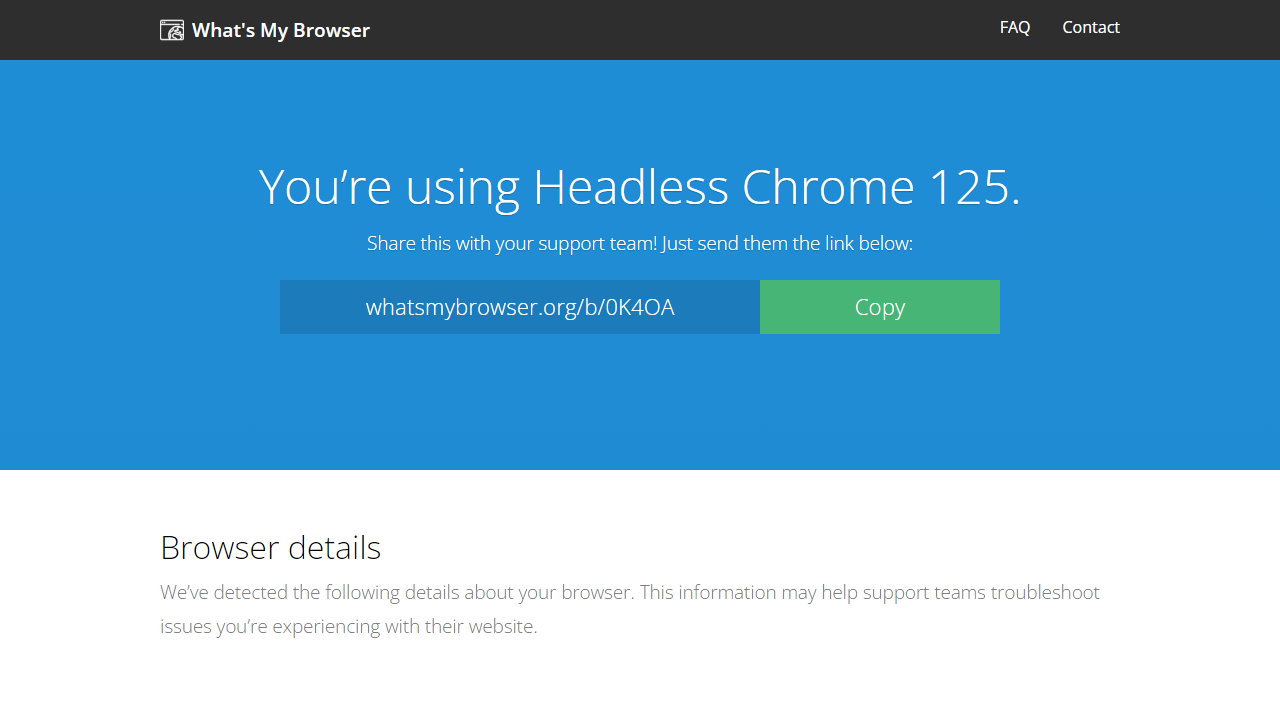 What's My Browser
FAQ
Contact
You’re using Headless Chrome 125.
Share this with your support team! Just send them the link below:
whatsmybrowser.org/b/0K4OA
Copy
Browser details
We’ve detected the following details about your browser. This information may help support teams troubleshoot
issues you’re experiencing with their website.